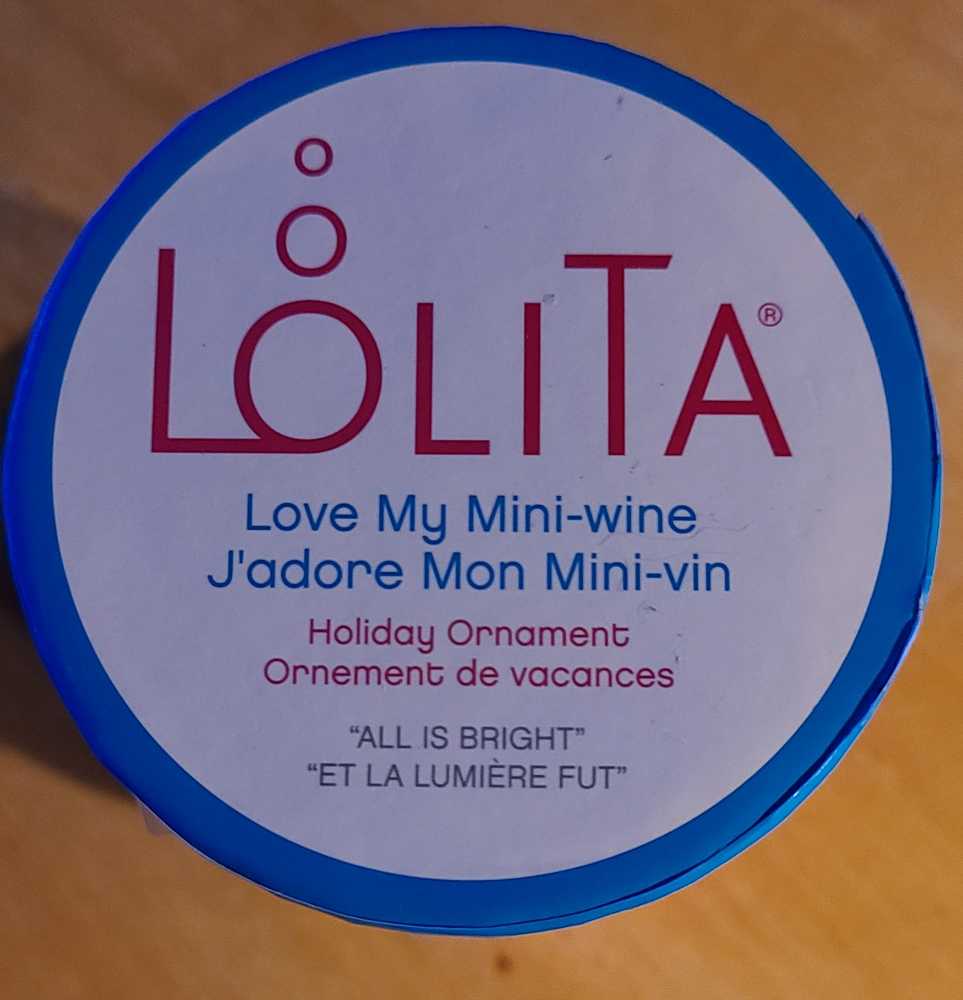 LOLITA®
Love My Mini-wine
J'adore Mon Mini-vin
Holiday Ornament
Ornement de vacances
“ALL IS BRIGHT”
“ET LA LUMIÈRE FUT”